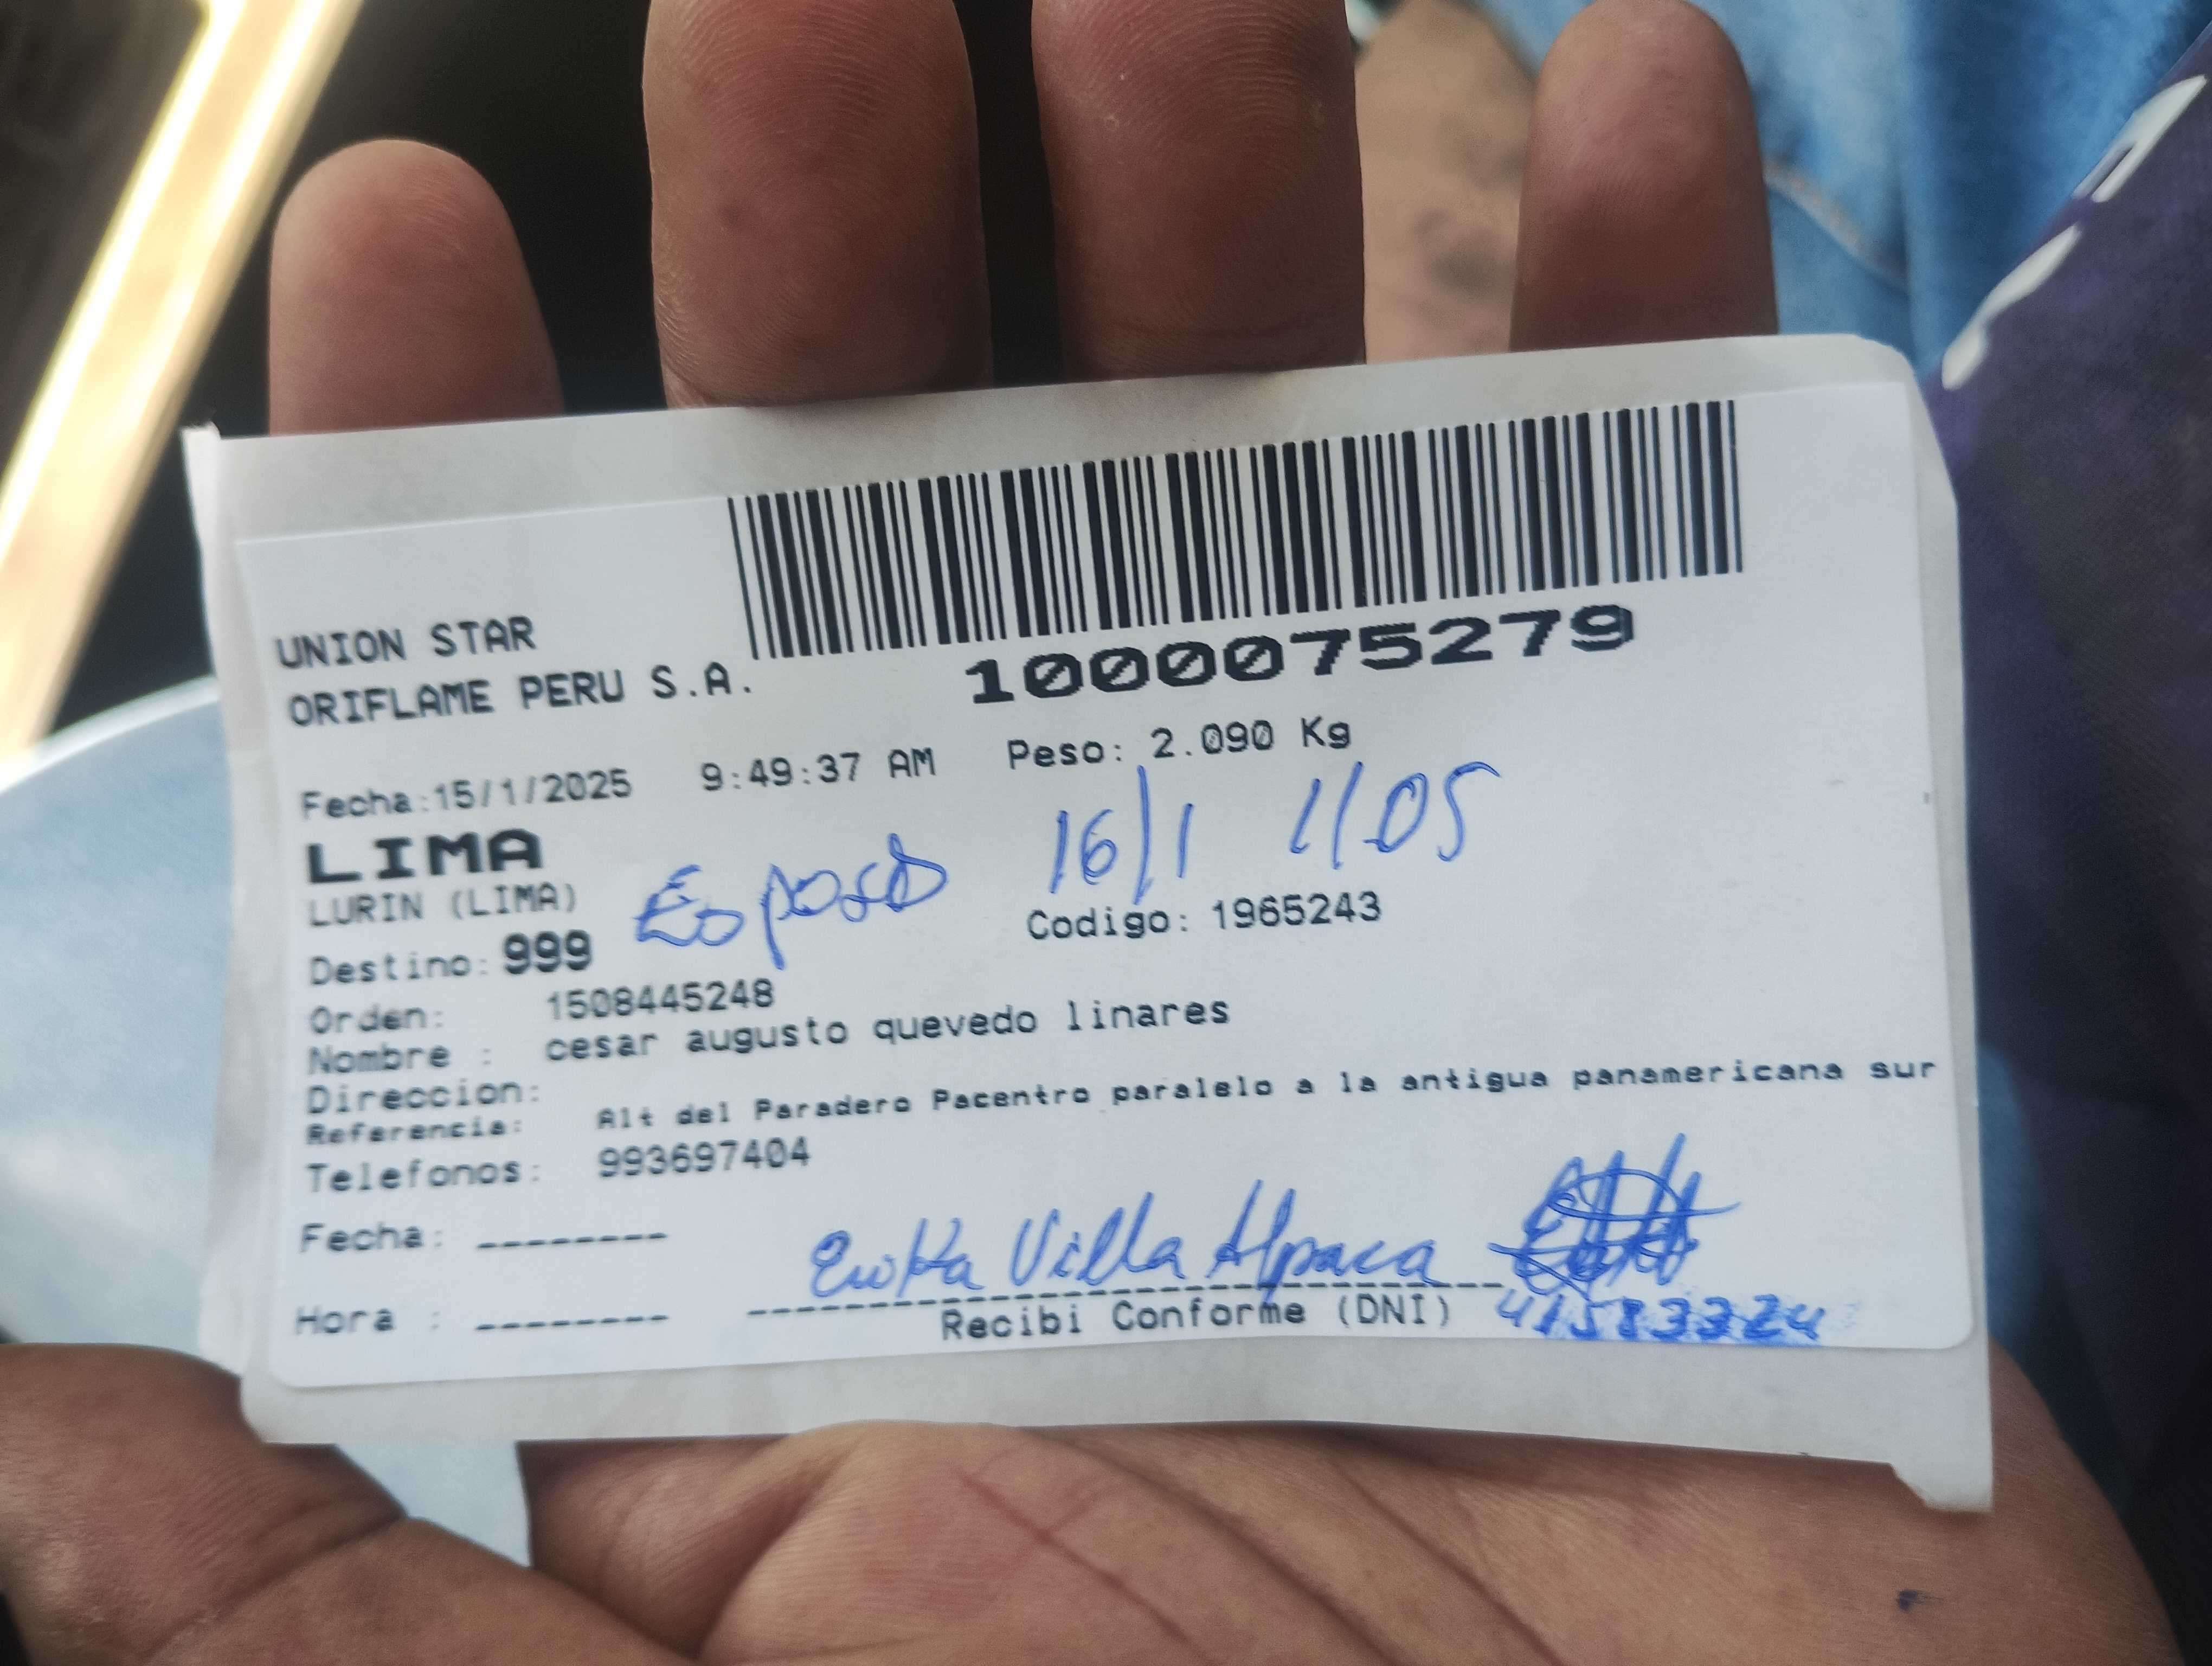 1000075279
UNION STAR
ORIFLAME PERU S.A.
Fecha:15/1/2025 9:49:37 AM Peso: 2.090 Kg
LIMA
16/1 11:05
LURIN (LIMA)
Esposo
Destino: 999 Codigo: 1965243
Orden: 1508445248
Nombre : cesar augusto quevedo linares
Direccion:
Referencia: Alt del Paradero Pacentro paralelo a la antigua panamericana sur
Telefonos: 993697404
Fecha: --------
Villa Alpaca
Hora : --------
Recibi Conforme (DNI)